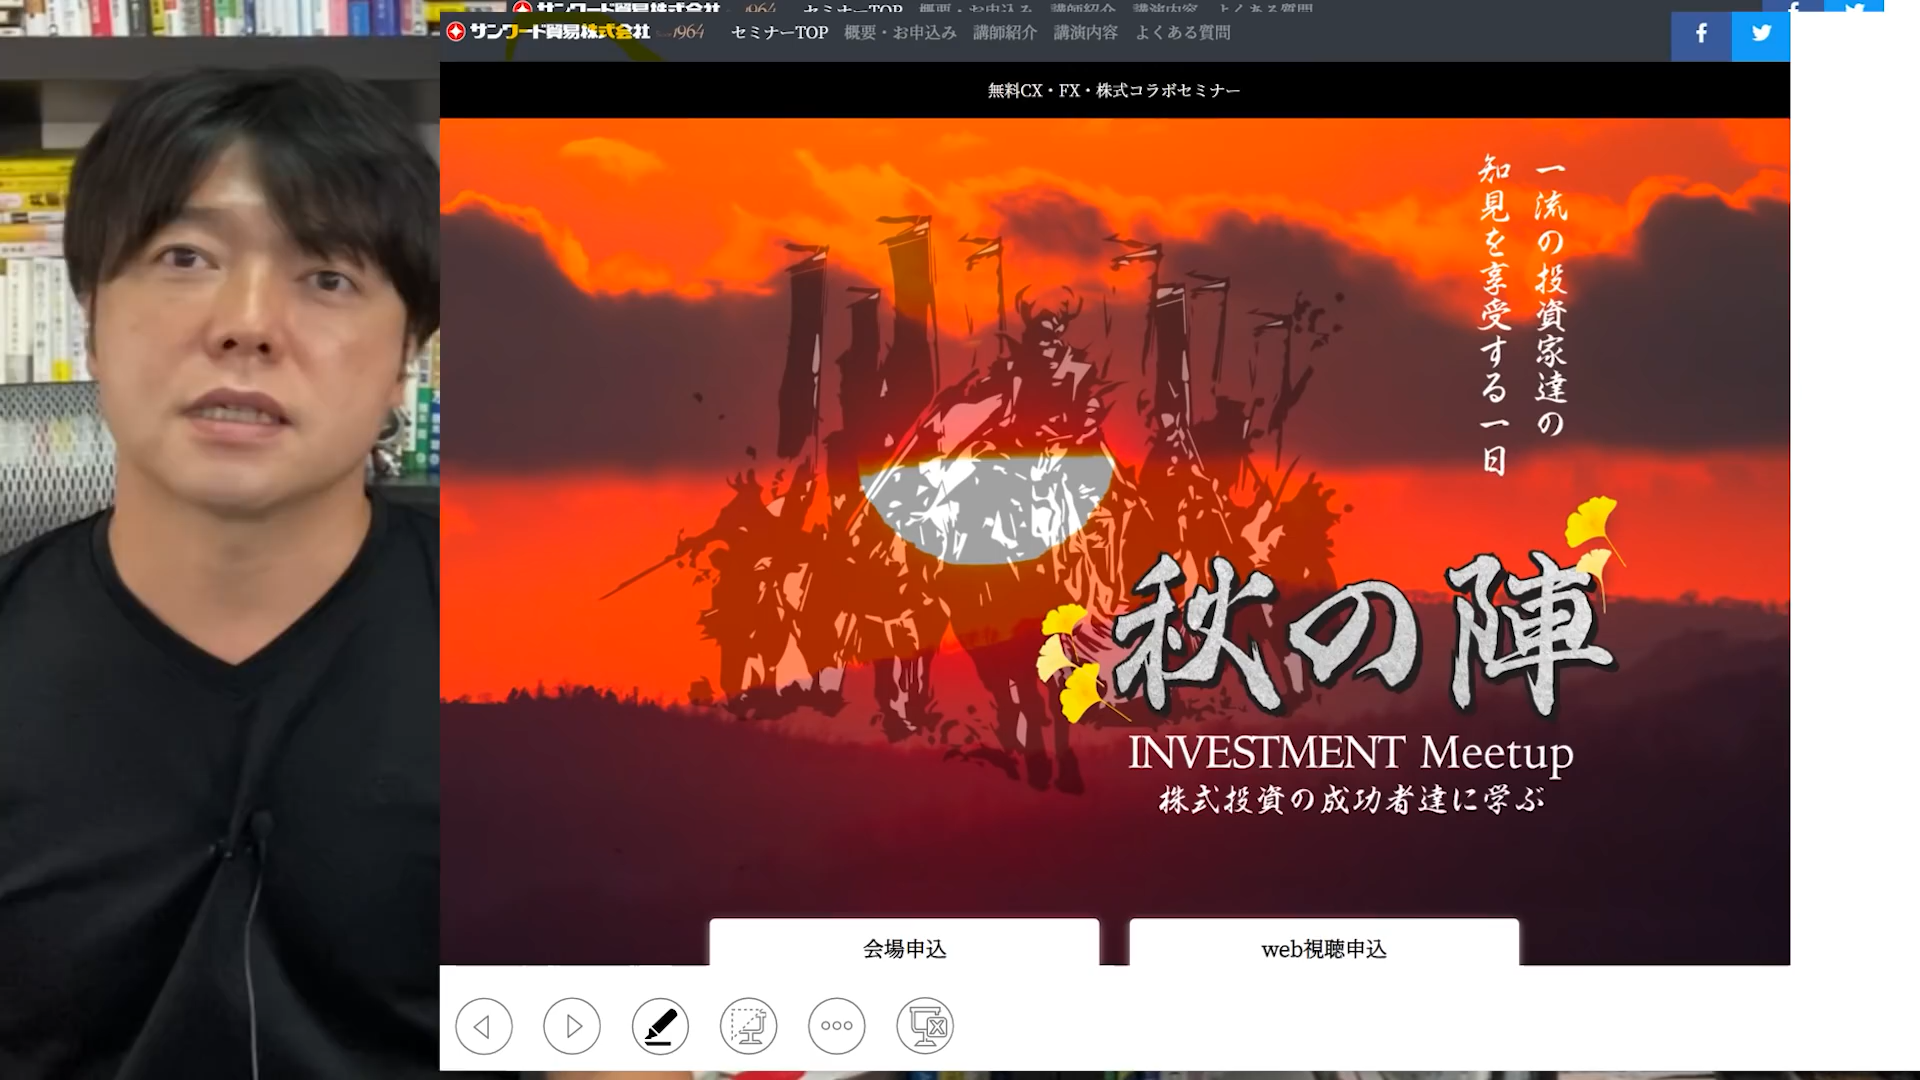 サンワード貿易株式会社 Since1964 セミナーTOP 概要・お申込み 講師紹介 講演内容 よくある質問
無料CX・FX・株式コラボセミナー
一流の投資家達の
知見を享受する一日
秋の陣
INVESTMENT Meetup
株式投資の成功者達に学ぶ
会場申込
web視聴申込